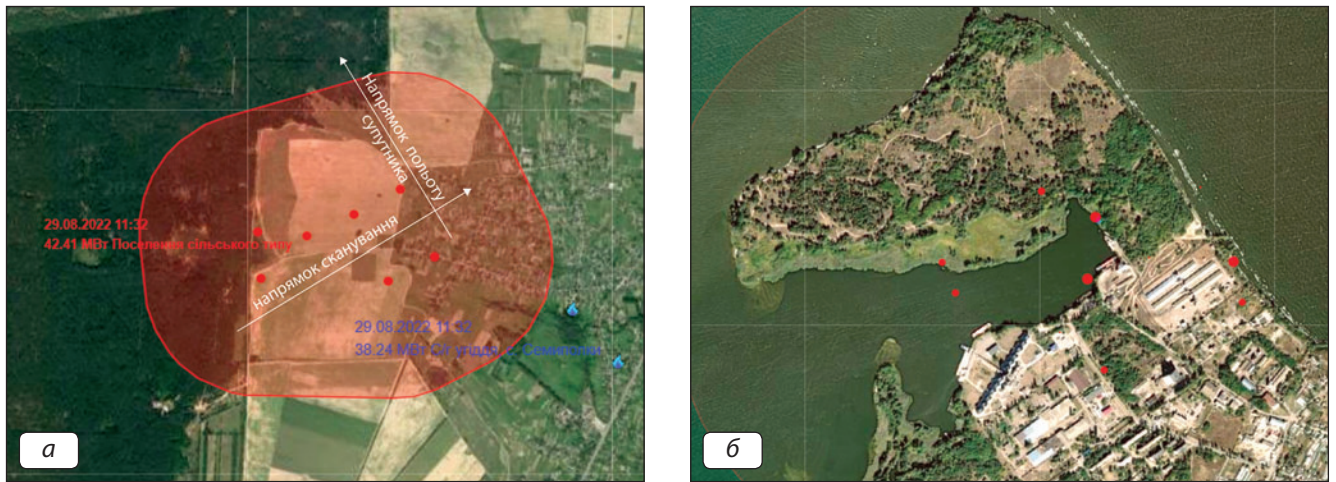 Напрямок польоту
супутника
29.08.2022 11:32
42.41 МВт Поселення сільського типу
напрямок сканування
29.08.2022 11:32
38.24 МВт
а
б